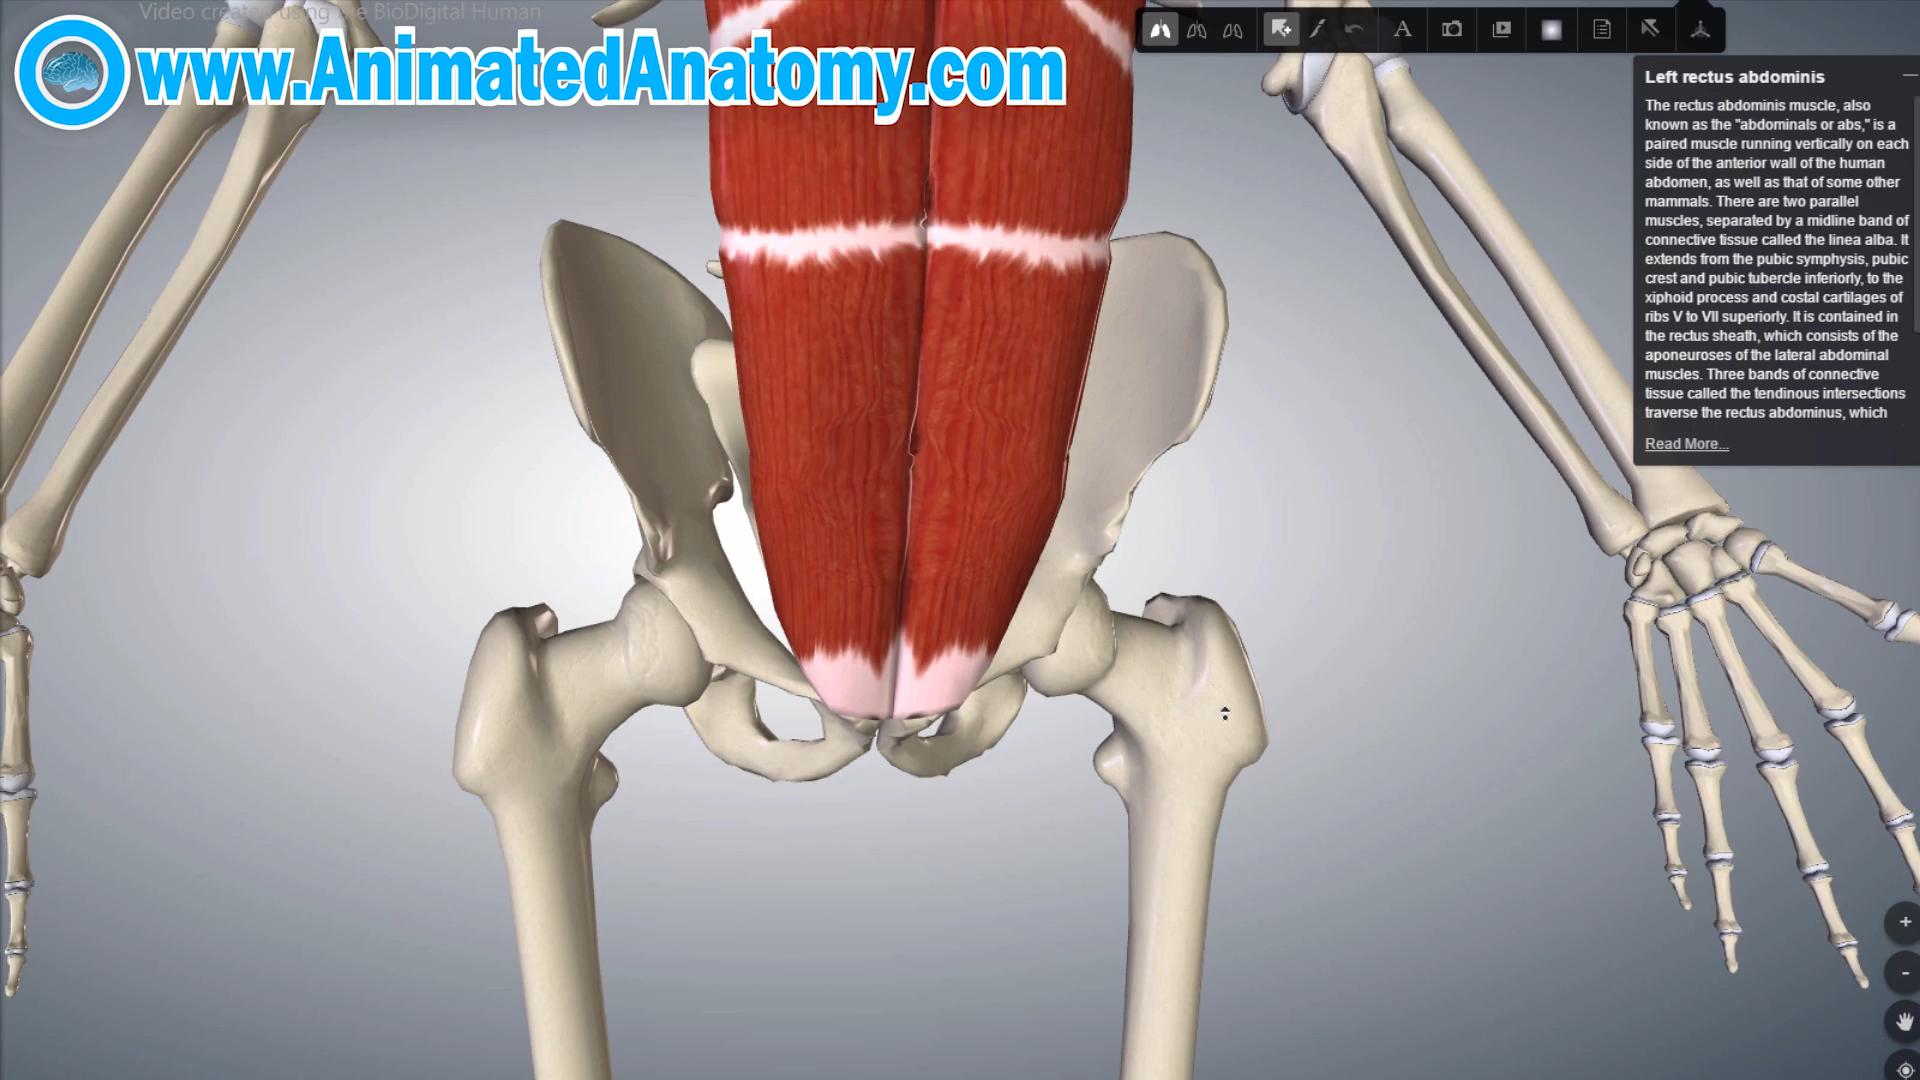 Video created using the BioDigital Human
www.AnimatedAnatomy.com
A
Left rectus abdominis
The rectus abdominis muscle, also
known as the "abdominals or abs," is a
paired muscle running vertically on each
side of the anterior wall of the human
abdomen, as well as that of some other
mammals. There are two parallel
muscles, separated by a midline band of
connective tissue called the linea alba. It
extends from the pubic symphysis, pubic
crest and pubic tubercle inferiorly, to the
xiphoid process and costal cartilages of
ribs V to VII superiorly. It is contained in
the rectus sheath, which consists of the
aponeuroses of the lateral abdominal
muscles. Three bands of connective
tissue called the tendinous intersections
traverse the rectus abdominus, which
Read More...